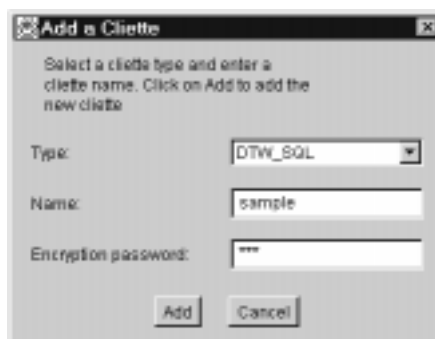 Add a Cliette
Select a cliette type and enter a
cliette name. Click on Add to add the
new cliette
Type: DTW_SQL
Name: sample
Encryption password: ***
Add Cancel